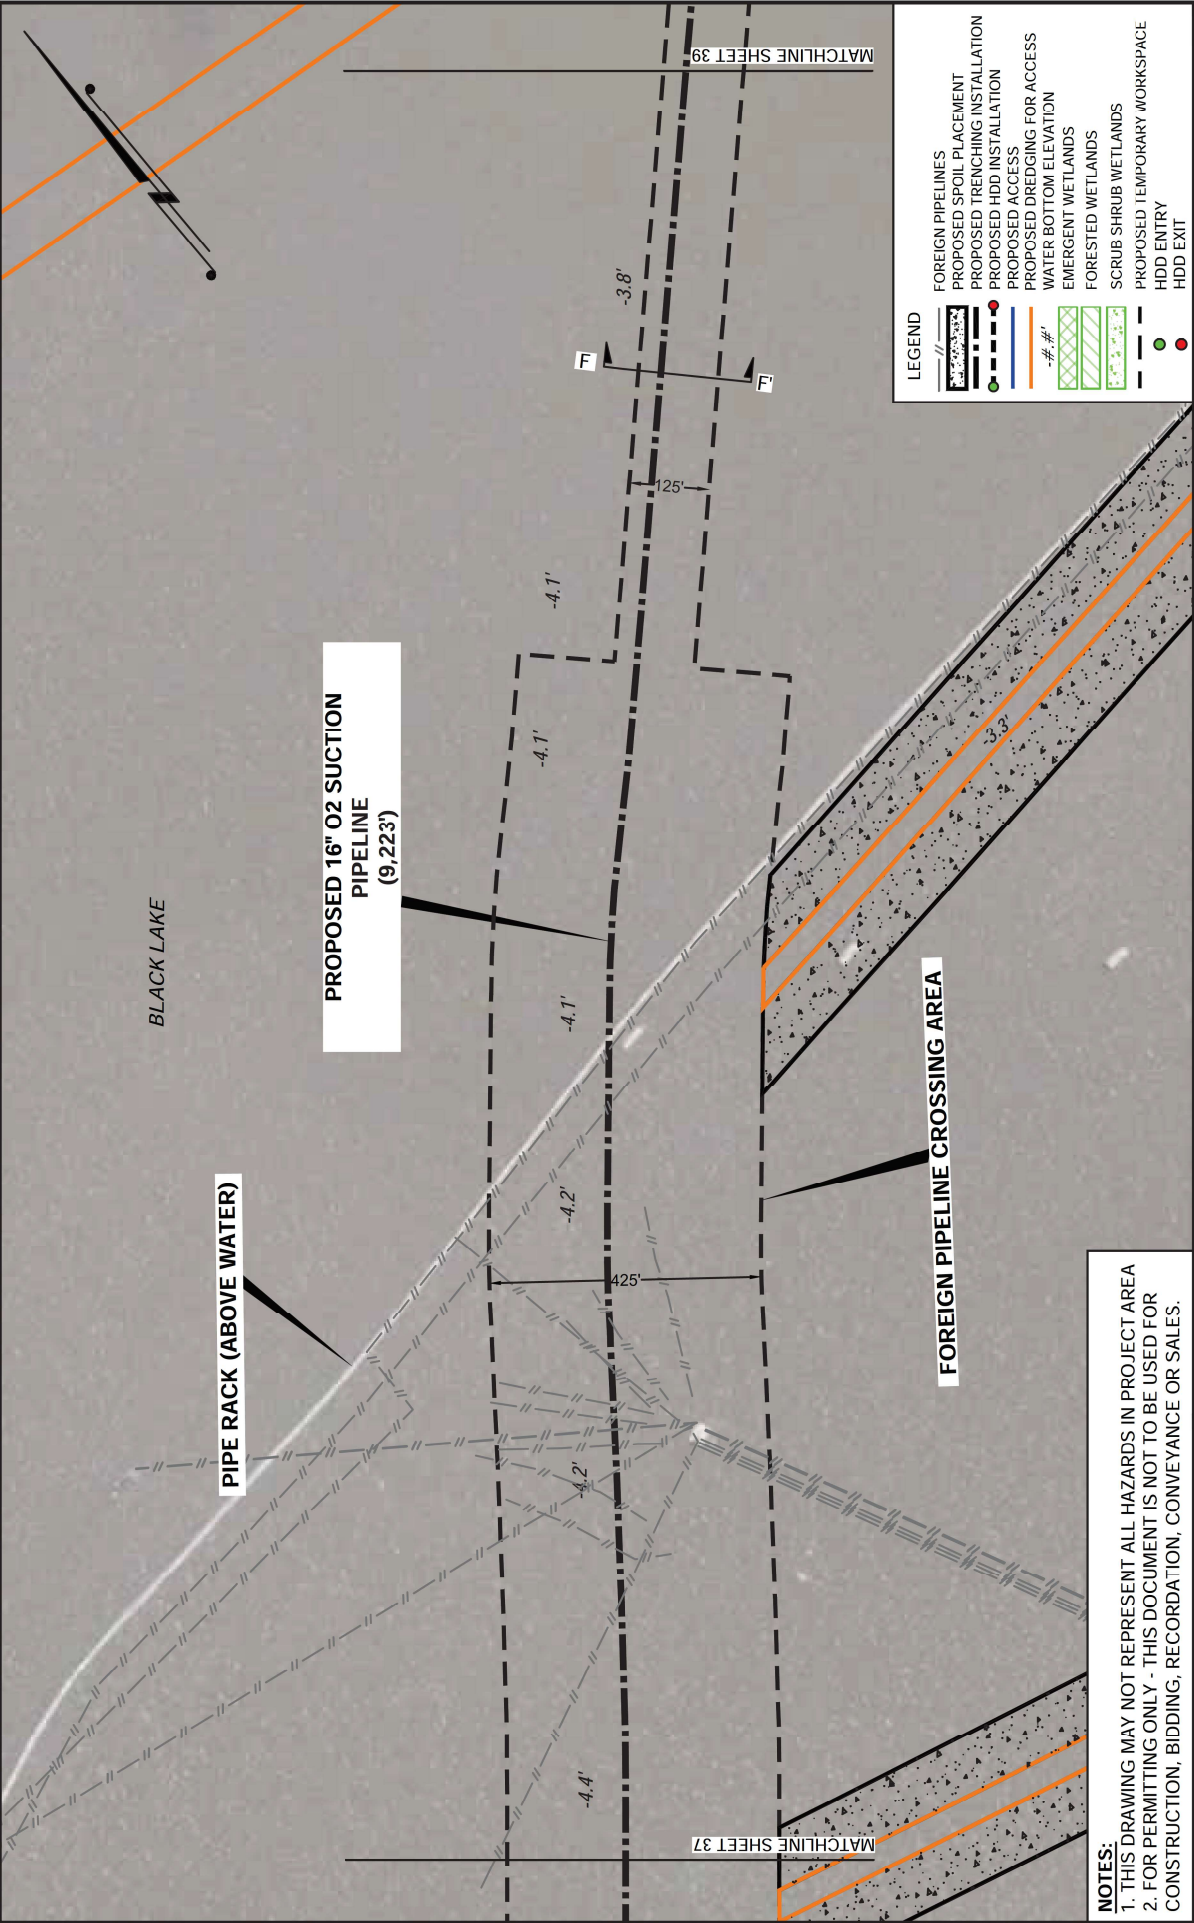 BLACK LAKE
PIPE RACK (ABOVE WATER)
PROPOSED 16" O2 SUCTION
PIPELINE
(9,223')
MATCHLINE SHEET 37
MATCHLINE SHEET 39
-4.4'
-4.2'
-4.2'
-4.1'
-4.1'
-4.1'
-3.8'
425'
125'
F
F'
-3.3'
FOREIGN PIPELINE CROSSING AREA
NOTES:
1. THIS DRAWING MAY NOT REPRESENT ALL HAZARDS IN PROJECT AREA
2. FOR PERMITTING ONLY - THIS DOCUMENT IS NOT TO BE USED FOR
CONSTRUCTION, BIDDING, RECORDATION, CONVEYANCE OR SALES.
LEGEND
FOREIGN PIPELINES
PROPOSED SPOIL PLACEMENT
PROPOSED TRENCHING INSTALLATION
PROPOSED HDD INSTALLATION
PROPOSED ACCESS
PROPOSED DREDGING FOR ACCESS
-#.#' WATER BOTTOM ELEVATION
EMERGENT WETLANDS
FORESTED WETLANDS
SCRUB SHRUB WETLANDS
PROPOSED TEMPORARY WORKSPACE
HDD ENTRY
HDD EXIT